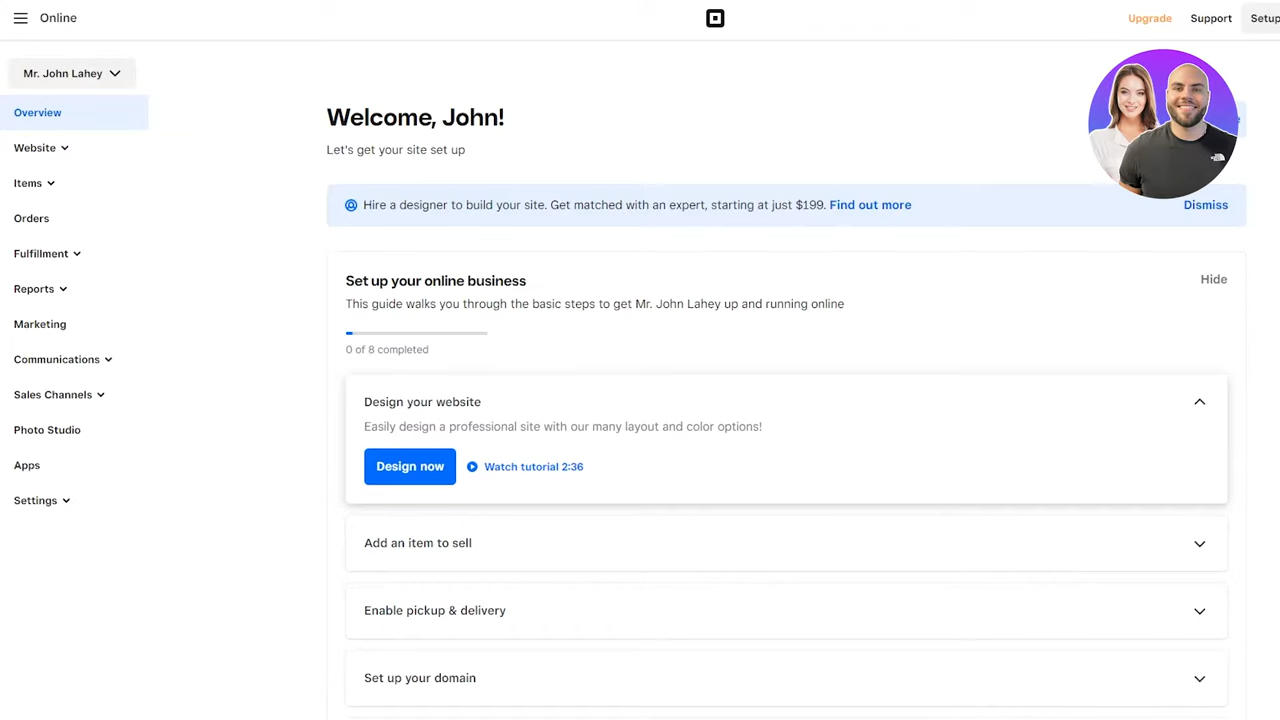 Online
Upgrade
Support
Setup
Mr. John Lahey
Overview
Website
Items
Orders
Fulfillment
Reports
Marketing
Communications
Sales Channels
Photo Studio
Apps
Settings
Welcome, John!
Let's get your site set up
Hire a designer to build your site. Get matched with an expert, starting at just $199. Find out more
Dismiss
Set up your online business
Hide
This guide walks you through the basic steps to get Mr. John Lahey up and running online
0 of 8 completed
Design your website
Easily design a professional site with our many layout and color options!
Design now
Watch tutorial 2:36
Add an item to sell
Enable pickup & delivery
Set up your domain